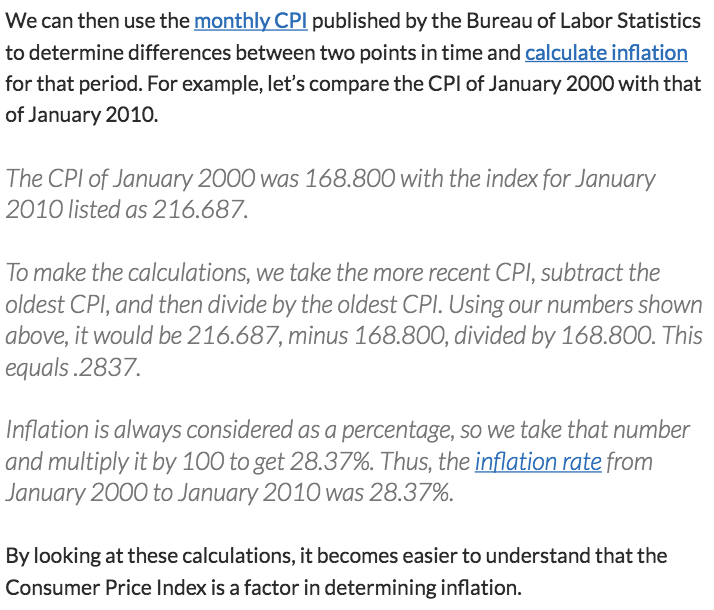 We can then use the monthly CPI published by the Bureau of Labor Statistics
to determine differences between two points in time and calculate inflation
for that period. For example, let’s compare the CPI of January 2000 with that
of January 2010.
The CPI of January 2000 was 168.800 with the index for January
2010 listed as 216.687.
To make the calculations, we take the more recent CPI, subtract the
oldest CPI, and then divide by the oldest CPI. Using our numbers shown
above, it would be 216.687, minus 168.800, divided by 168.800. This
equals .2837.
Inflation is always considered as a percentage, so we take that number
and multiply it by 100 to get 28.37%. Thus, the inflation rate from
January 2000 to January 2010 was 28.37%.
By looking at these calculations, it becomes easier to understand that the
Consumer Price Index is a factor in determining inflation.